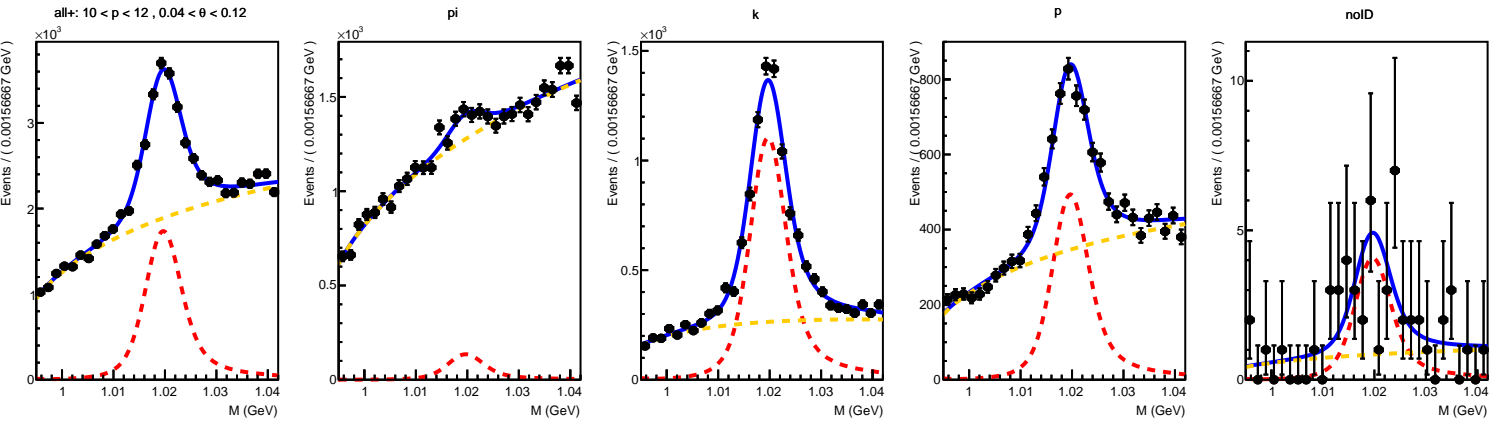 all+: 10 < p < 12 , 0.04 < θ < 0.12
×10³
Events / ( 0.00156667 GeV )
3
2
1
1 1.01 1.02 1.03 1.04
0
M (GeV)
pi
×10³
Events / ( 0.00156667 GeV )
1.5
1
0.5
0
1 1.01 1.02 1.03 1.04
M (GeV)
k
×10³
Events / ( 0.00156667 GeV )
1.5
1
0.5
0
1 1.01 1.02 1.03 1.04
M (GeV)
p
Events / ( 0.00156667 GeV )
800
600
400
200
0
1 1.01 1.02 1.03 1.04
M (GeV)
noID
Events / ( 0.00156667 GeV )
10
5
0
1 1.01 1.02 1.03 1.04
M (GeV)